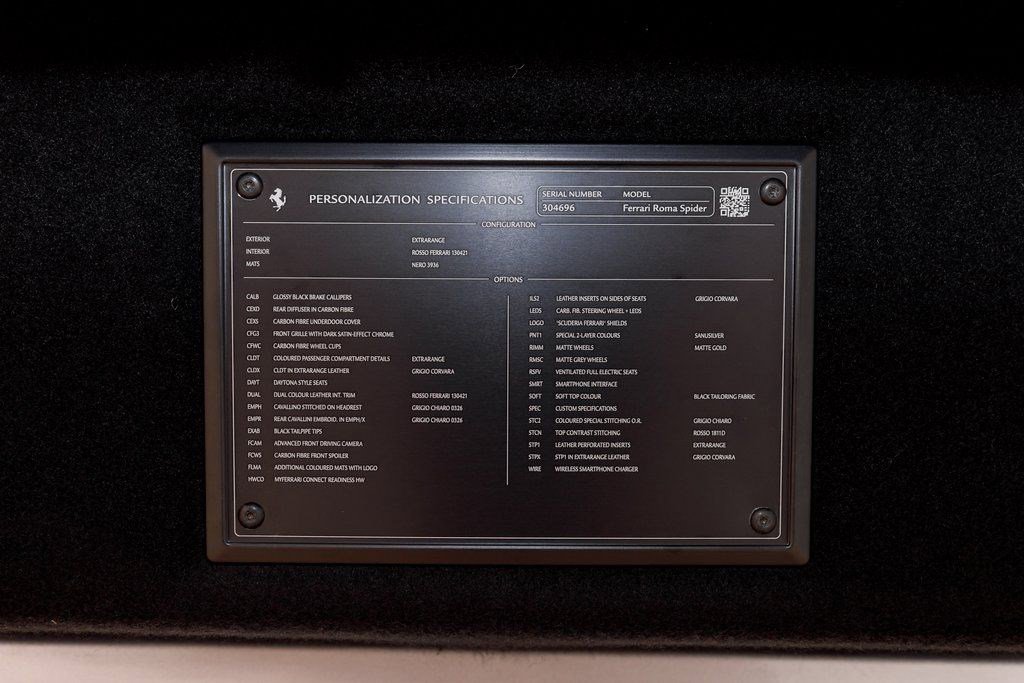 PERSONALIZATION SPECIFICATIONS
SERIAL NUMBER MODEL
304696 Ferrari Roma Spider
CONFIGURATION
EXTERIOR EXTRARANGE
INTERIOR ROSSO FERRARI 130421
MATS NERO 3936
OPTIONS
CALB GLOSSY BLACK BRAKE CALLIPERS
CEXD REAR DIFFUSER IN CARBON FIBRE
CEXS CARBON FIBRE UNDERDOOR COVER
CFG3 FRONT GRILLE WITH DARK SATIN-EFFECT CHROME
CFWC CARBON FIBRE WHEEL CUPS
CLDT COLOURED PASSENGER COMPARTMENT DETAILS EXTRARANGE
CLDX CLDT IN EXTRARANGE LEATHER GRIGIO CORVARA
DAYT DAYTONA STYLE SEATS
DUAL DUAL COLOUR LEATHER INT. TRIM ROSSO FERRARI 130421
EMPH CAVALLINO STITCHED ON HEADREST GRIGIO CHIARO 0326
EMPR REAR CAVALLINI EMBROID. IN EMPH/X GRIGIO CHIARO 0326
EXAB BLACK TAILPIPE TIPS
FCAM ADVANCED FRONT DRIVING CAMERA
FCWS CARBON FIBRE FRONT SPOILER
FLMA ADDITIONAL COLOURED MATS WITH LOGO
HWCO MYFERRARI CONNECT READINESS HW
ILS2 LEATHER INSERTS ON SIDES OF SEATS GRIGIO CORVARA
LEDS CARB. FIB. STEERING WHEEL + LEDS
LOGO "SCUDERIA FERRARI" SHIELDS
PNT1 SPECIAL 2-LAYER COLOURS SANUSILVER
RIMM MATTE WHEELS MATTE GOLD
RMSC MATTE GREY WHEELS
RSFV VENTILATED FULL ELECTRIC SEATS
SMRT SMARTPHONE INTERFACE
SOFT SOFT TOP COLOUR BLACK TAILORING FABRIC
SPEC CUSTOM SPECIFICATIONS
STC2 COLOURED SPECIAL STITCHING O.R. GRIGIO CHIARO
STCN TOP CONTRAST STITCHING ROSSO 1811D
STP1 LEATHER PERFORATED INSERTS EXTRARANGE
STPX STP1 IN EXTRARANGE LEATHER GRIGIO CORVARA
WIRE WIRELESS SMARTPHONE CHARGER